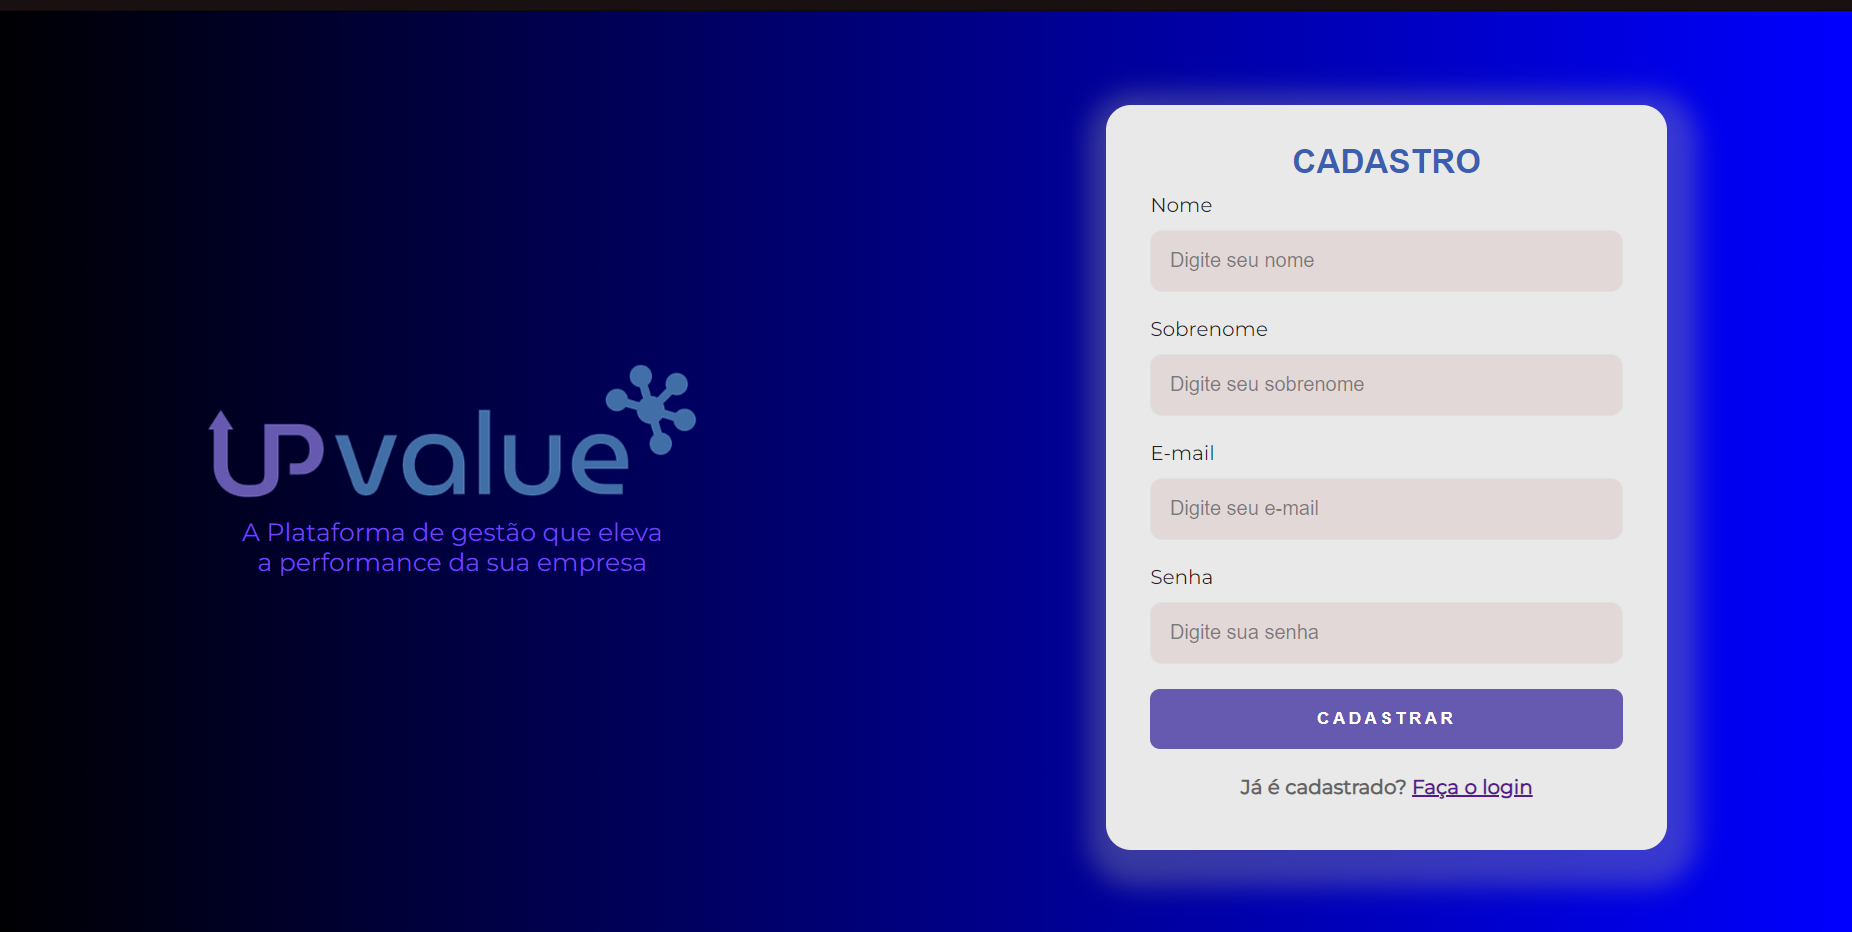 UPvalue
A Plataforma de gestão que eleva
a performance da sua empresa
CADASTRO
Nome
Digite seu nome
Sobrenome
Digite seu sobrenome
E-mail
Digite seu e-mail
Senha
Digite sua senha
CADASTRAR
Já é cadastrado? Faça o login